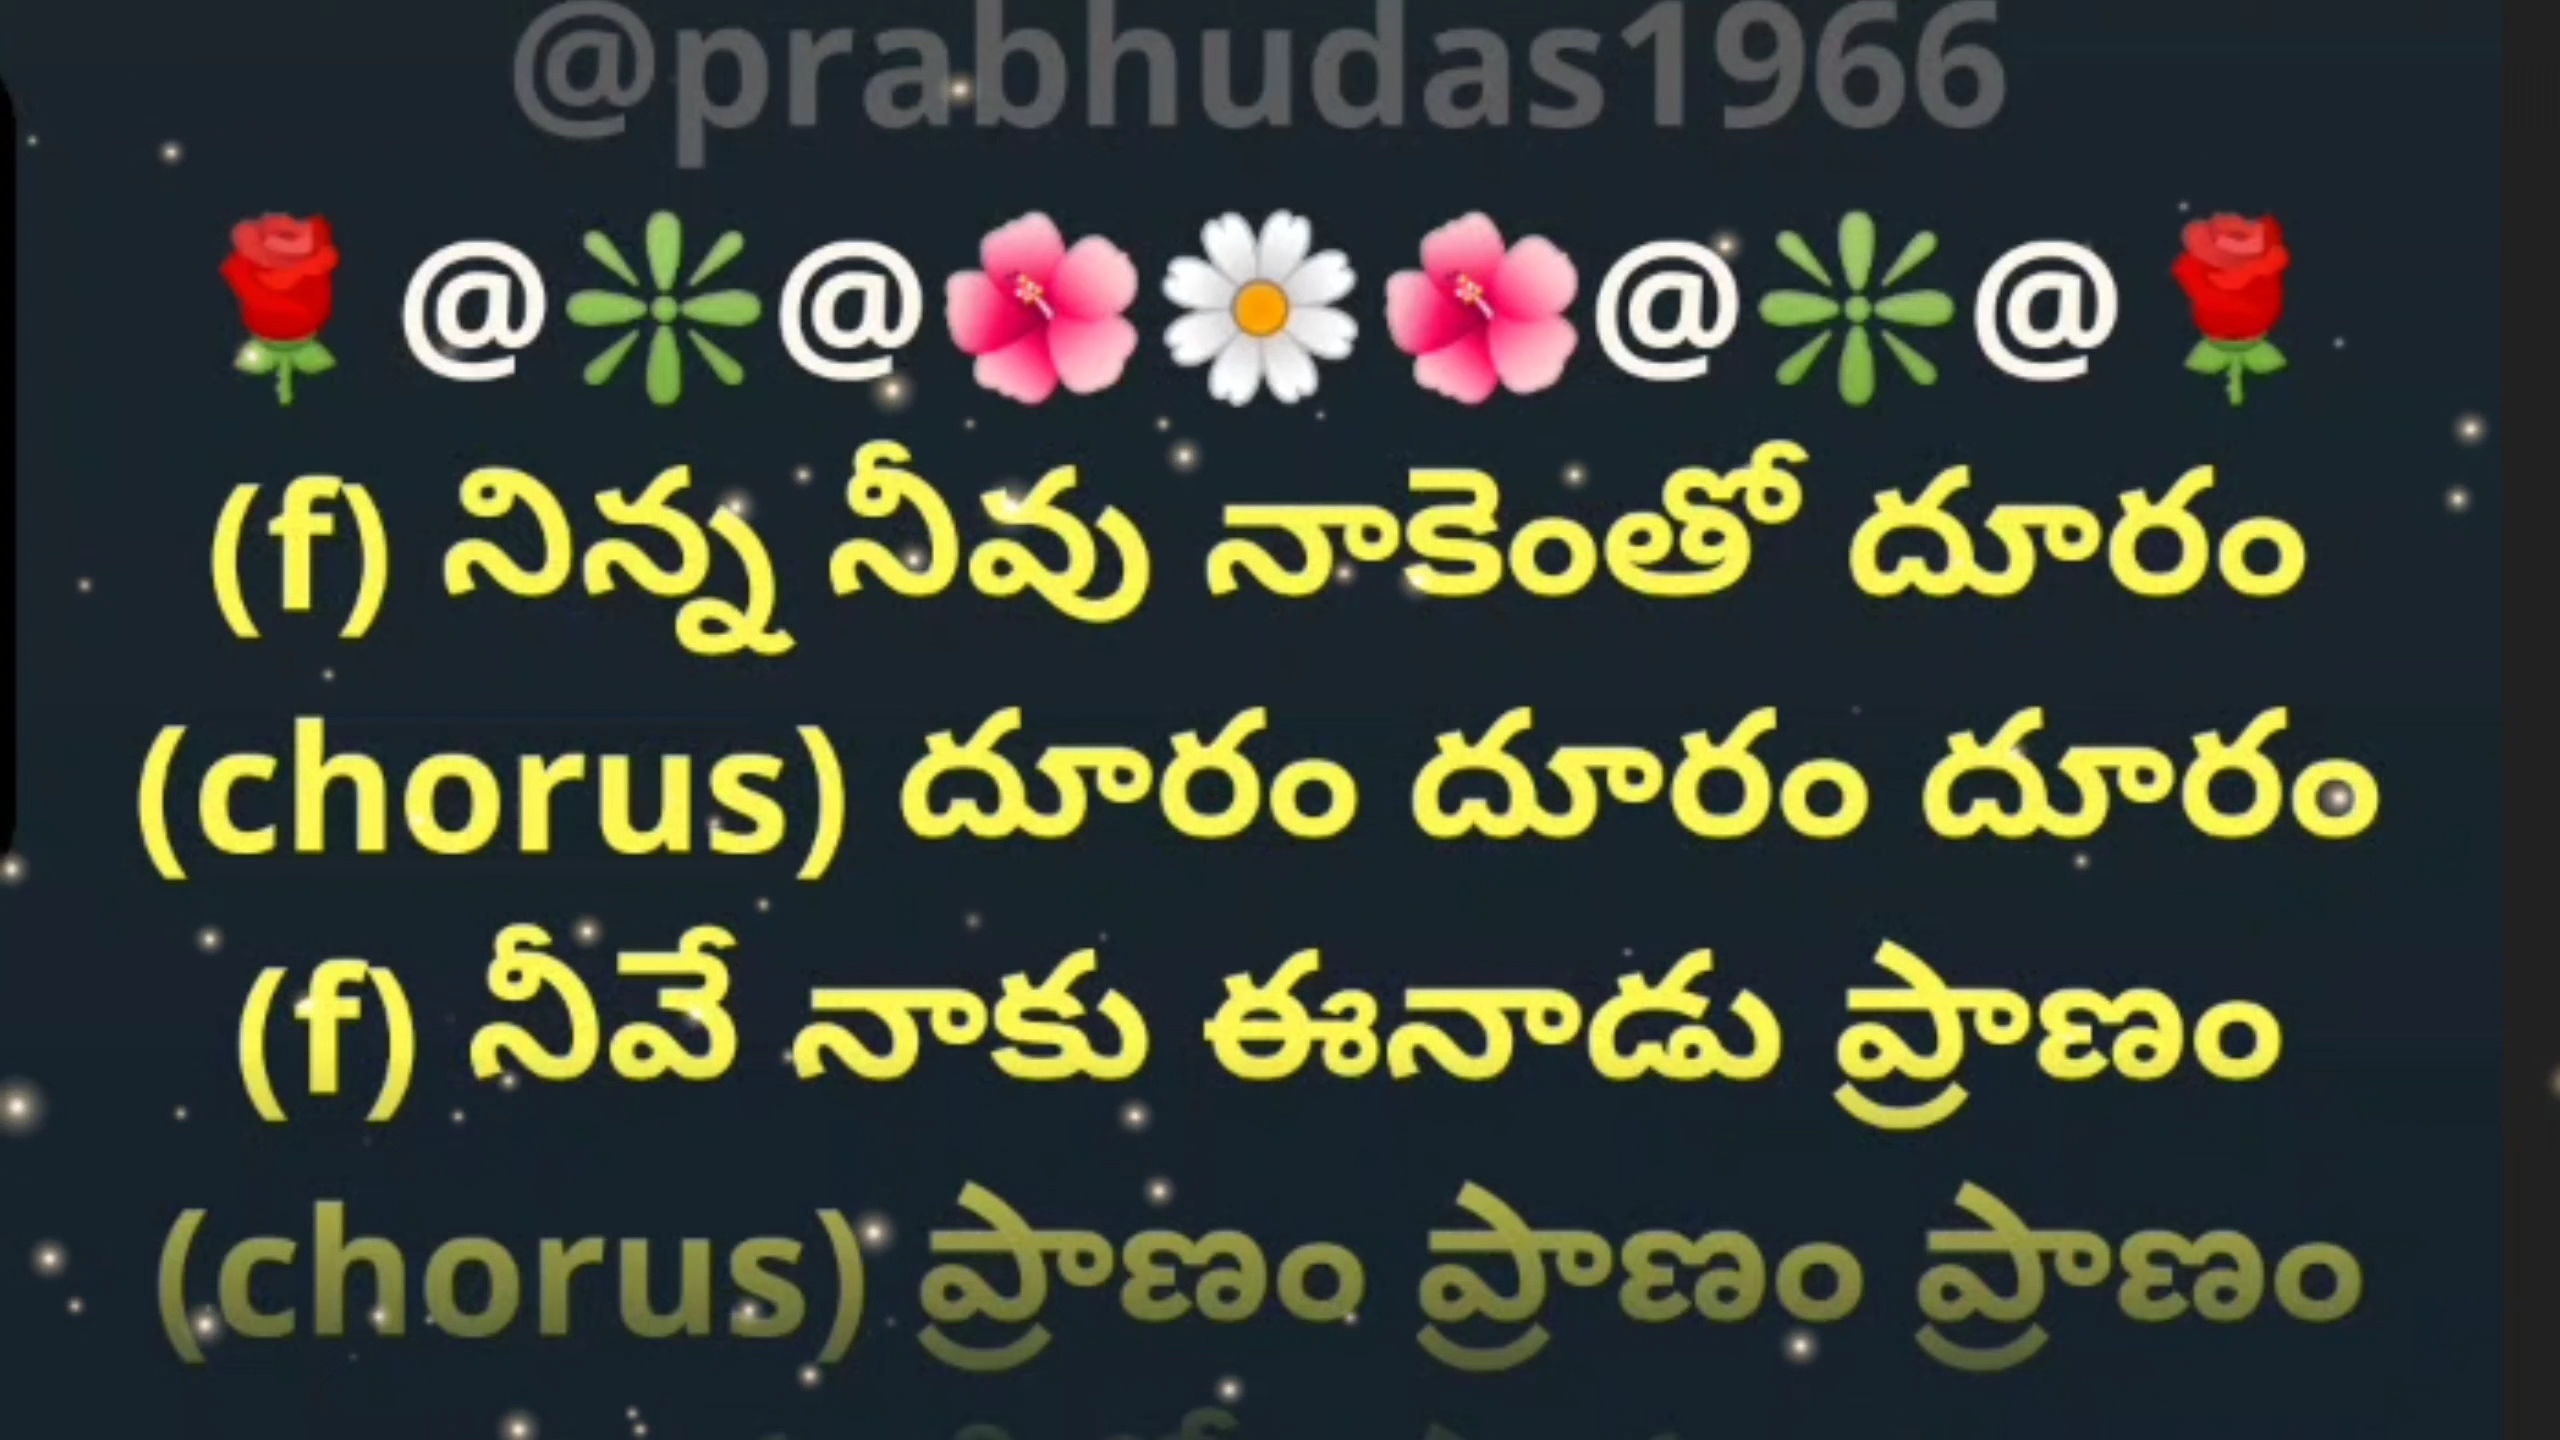 @prabhudas1966
🌹 @❇@🌺🌼🌺@❇@ 🌹
(f) నిన్న నీవు నాకెంతో దూరం
(chorus) దూరం దూరం దూరం
(f) నీవే నాకు ఈనాడు ప్రాణం
(chorus) ప్రాణం ప్రాణం ప్రాణం